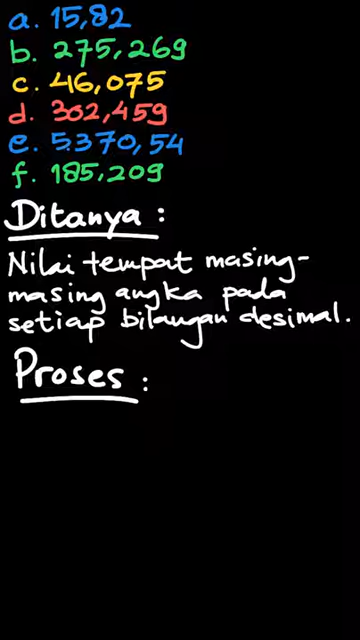 a. 15,82
b. 275,269
c. 46,075
d. 302,459
e. 5370,54
f. 185,209
Ditanya :
Nilai tempat masing-
masing angka pada
setiap bilangan desimal.
Proses :